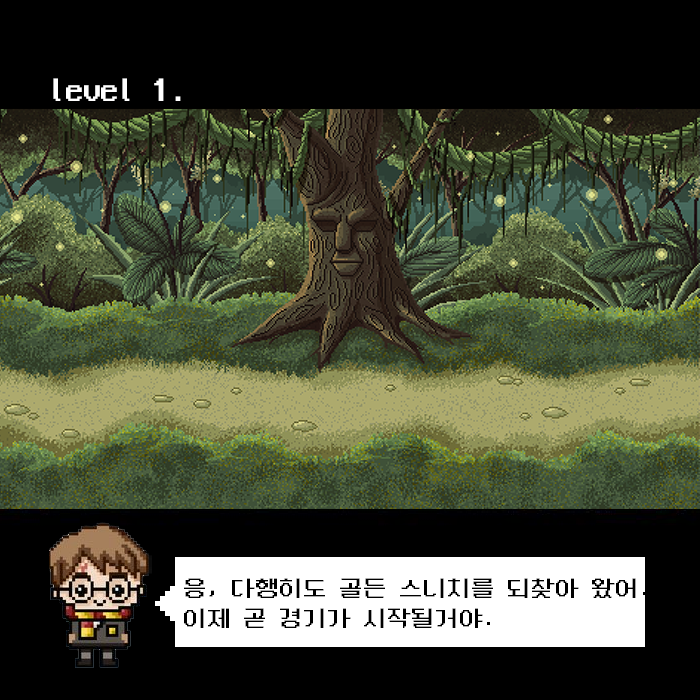 level 1.
응, 다행히도 골든 스니치를 되찾아 왔어.
이제 곧 경기가 시작될거야.